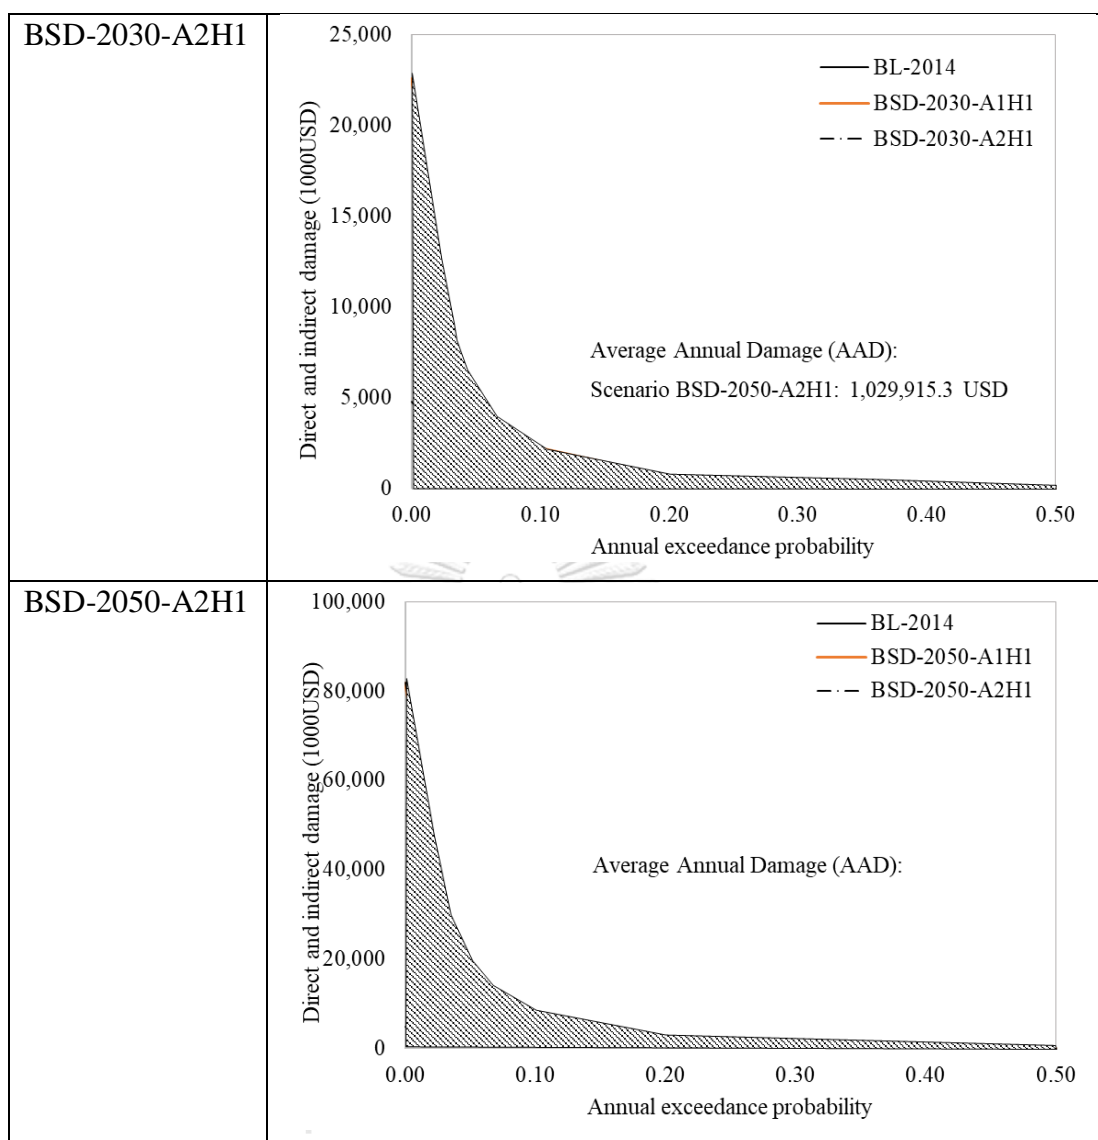 BSD-2030-A2H1
25,000
20,000
15,000
10,000
5,000
0
Direct and indirect damage (1000USD)
BL-2014
BSD-2030-A1H1
BSD-2030-A2H1
Average Annual Damage (AAD):
Scenario BSD-2050-A2H1: 1,029,915.3 USD
0.00 0.10 0.20 0.30 0.40 0.50
Annual exceedance probability
BSD-2050-A2H1
100,000
80,000
60,000
40,000
20,000
0
Direct and indirect damage (1000USD)
BL-2014
BSD-2050-A1H1
BSD-2050-A2H1
Average Annual Damage (AAD):
0.00 0.10 0.20 0.30 0.40 0.50
Annual exceedance probability